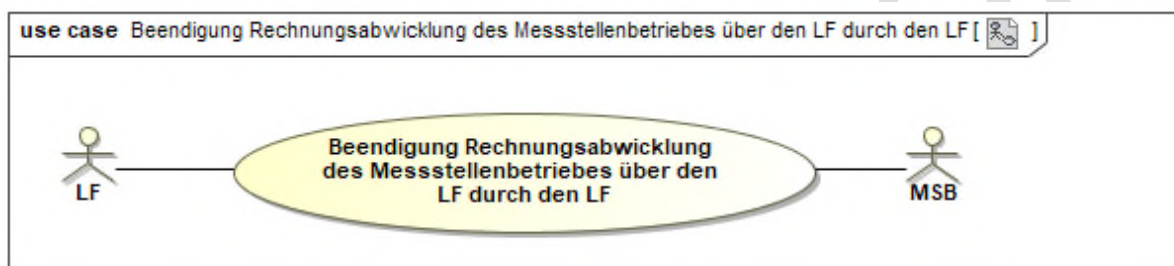 use case Beendigung Rechnungsabwicklung des Messstellenbetriebes über den LF durch den LF [ ]
Beendigung Rechnungsabwicklung
des Messstellenbetriebes über den
LF durch den LF
LF
MSB